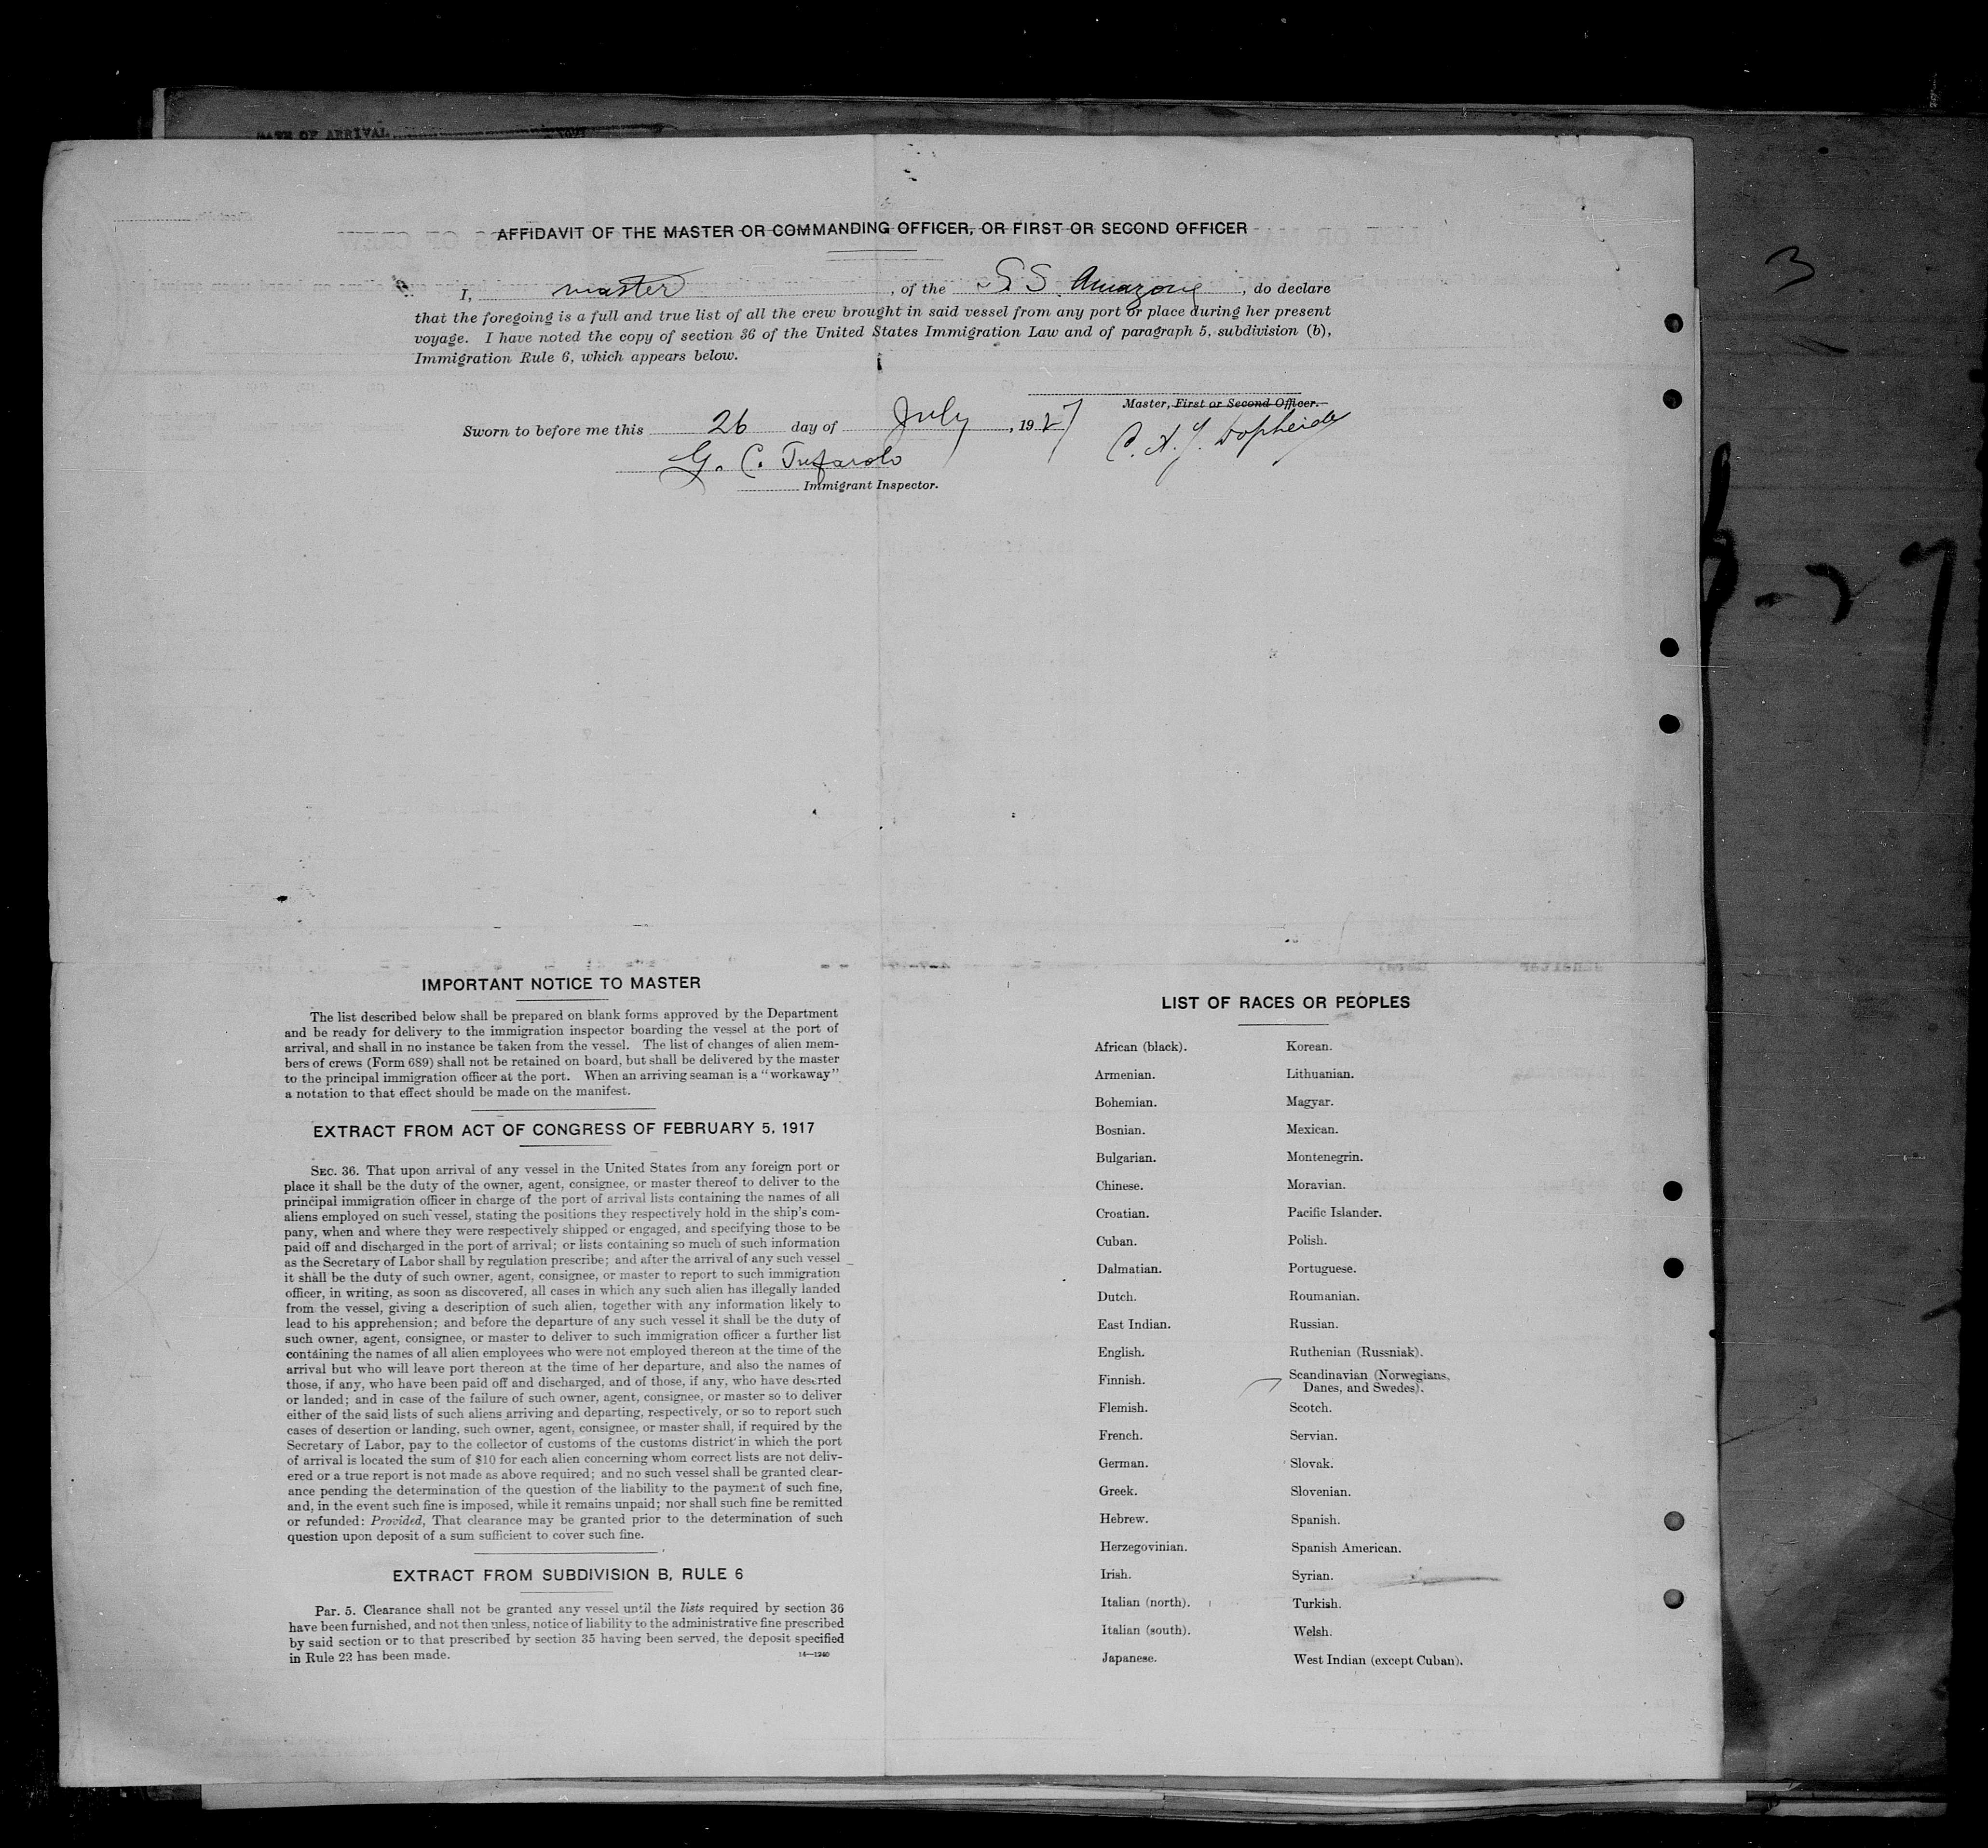 DATE OF ARRIVAL
AFFIDAVIT OF THE MASTER OR COMMANDING OFFICER, OR FIRST OR SECOND OFFICER
I, master, of the SS. Amazone, do declare
that the foregoing is a full and true list of all the crew brought in said vessel from any port or place during her present
voyage. I have noted the copy of section 36 of the United States Immigration Law and of paragraph 5, subdivision (b),
Immigration Rule 6, which appears below.
Master, First or Second Officer.
Sworn to before me this 26 day of July, 1927
G. C. Tufarolo
Immigrant Inspector.
3
-27
IMPORTANT NOTICE TO MASTER
The list described below shall be prepared on blank forms approved by the Department
and be ready for delivery to the immigration inspector boarding the vessel at the port of
arrival, and shall in no instance be taken from the vessel. The list of changes of alien mem-
bers of crews (Form 689) shall not be retained on board, but shall be delivered by the master
to the principal immigration officer at the port. When an arriving seaman is a "workaway"
a notation to that effect should be made on the manifest.
EXTRACT FROM ACT OF CONGRESS OF FEBRUARY 5, 1917
SEC. 36. That upon arrival of any vessel in the United States from any foreign port or
place it shall be the duty of the owner, agent, consignee, or master thereof to deliver to the
principal immigration officer in charge of the port of arrival lists containing the names of all
aliens employed on such vessel, stating the positions they respectively hold in the ship's com-
pany, when and where they were respectively shipped or engaged, and specifying those to be
paid off and discharged in the port of arrival; or lists containing so much of such information
as the Secretary of Labor shall by regulation prescribe; and after the arrival of any such vessel
it shall be the duty of such owner, agent, consignee, or master to report to such immigration
officer, in writing, as soon as discovered, all cases in which any such alien has illegally landed
from the vessel, giving a description of such alien, together with any information likely to
lead to his apprehension; and before the departure of any such vessel it shall be the duty of
such owner, agent, consignee, or master to deliver to such immigration officer a further list
containing the names of all alien employees who were not employed thereon at the time of the
arrival but who will leave port thereon at the time of her departure, and also the names of
those, if any, who have been paid off and discharged, and of those, if any, who have deserted
or landed; and in case of the failure of such owner, agent, consignee, or master so to deliver
either of the said lists of such aliens arriving and departing, respectively, or so to report such
cases of desertion or landing, such owner, agent, consignee, or master shall, if required by the
Secretary of Labor, pay to the collector of customs of the customs district in which the port
of arrival is located the sum of $10 for each alien concerning whom correct lists are not deliv-
ered or a true report is not made as above required; and no such vessel shall be granted clear-
ance pending the determination of the question of the liability to the payment of such fine,
and, in the event such fine is imposed, while it remains unpaid; nor shall such fine be remitted
or refunded: Provided, That clearance may be granted prior to the determination of such
question upon deposit of a sum sufficient to cover such fine.
EXTRACT FROM SUBDIVISION B, RULE 6
Par. 5. Clearance shall not be granted any vessel until the lists required by section 36
have been furnished, and not then unless, notice of liability to the administrative fine prescribed
by said section or to that prescribed by section 35 having been served, the deposit specified
in Rule 22 has been made.
14—1240
LIST OF RACES OR PEOPLES
African (black).
Armenian.
Bohemian.
Bosnian.
Bulgarian.
Chinese.
Croatian.
Cuban.
Dalmatian.
Dutch.
East Indian.
English.
Finnish.
Flemish.
French.
German.
Greek.
Hebrew.
Herzegovinian.
Irish.
Italian (north).
Italian (south).
Japanese.
Korean.
Lithuanian.
Magyar.
Mexican.
Montenegrin.
Moravian.
Pacific Islander.
Polish.
Portuguese.
Roumanian.
Russian.
Ruthenian (Russniak).
Scandinavian (Norwegians,
Danes, and Swedes).
Scotch.
Servian.
Slovak.
Slovenian.
Spanish.
Spanish American.
Syrian.
Turkish.
Welsh.
West Indian (except Cuban).